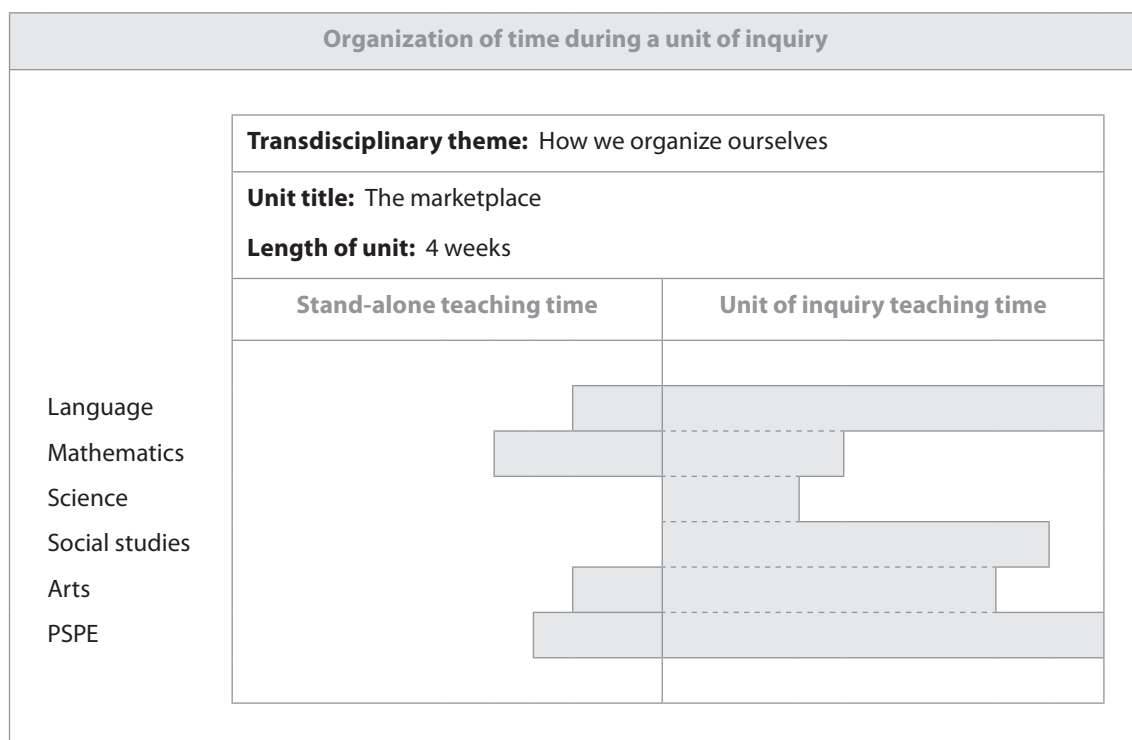 Organization of time during a unit of inquiry
Transdisciplinary theme: How we organize ourselves
Unit title: The marketplace
Length of unit: 4 weeks
Stand-alone teaching time
Unit of inquiry teaching time
Language
Mathematics
Science
Social studies
Arts
PSPE